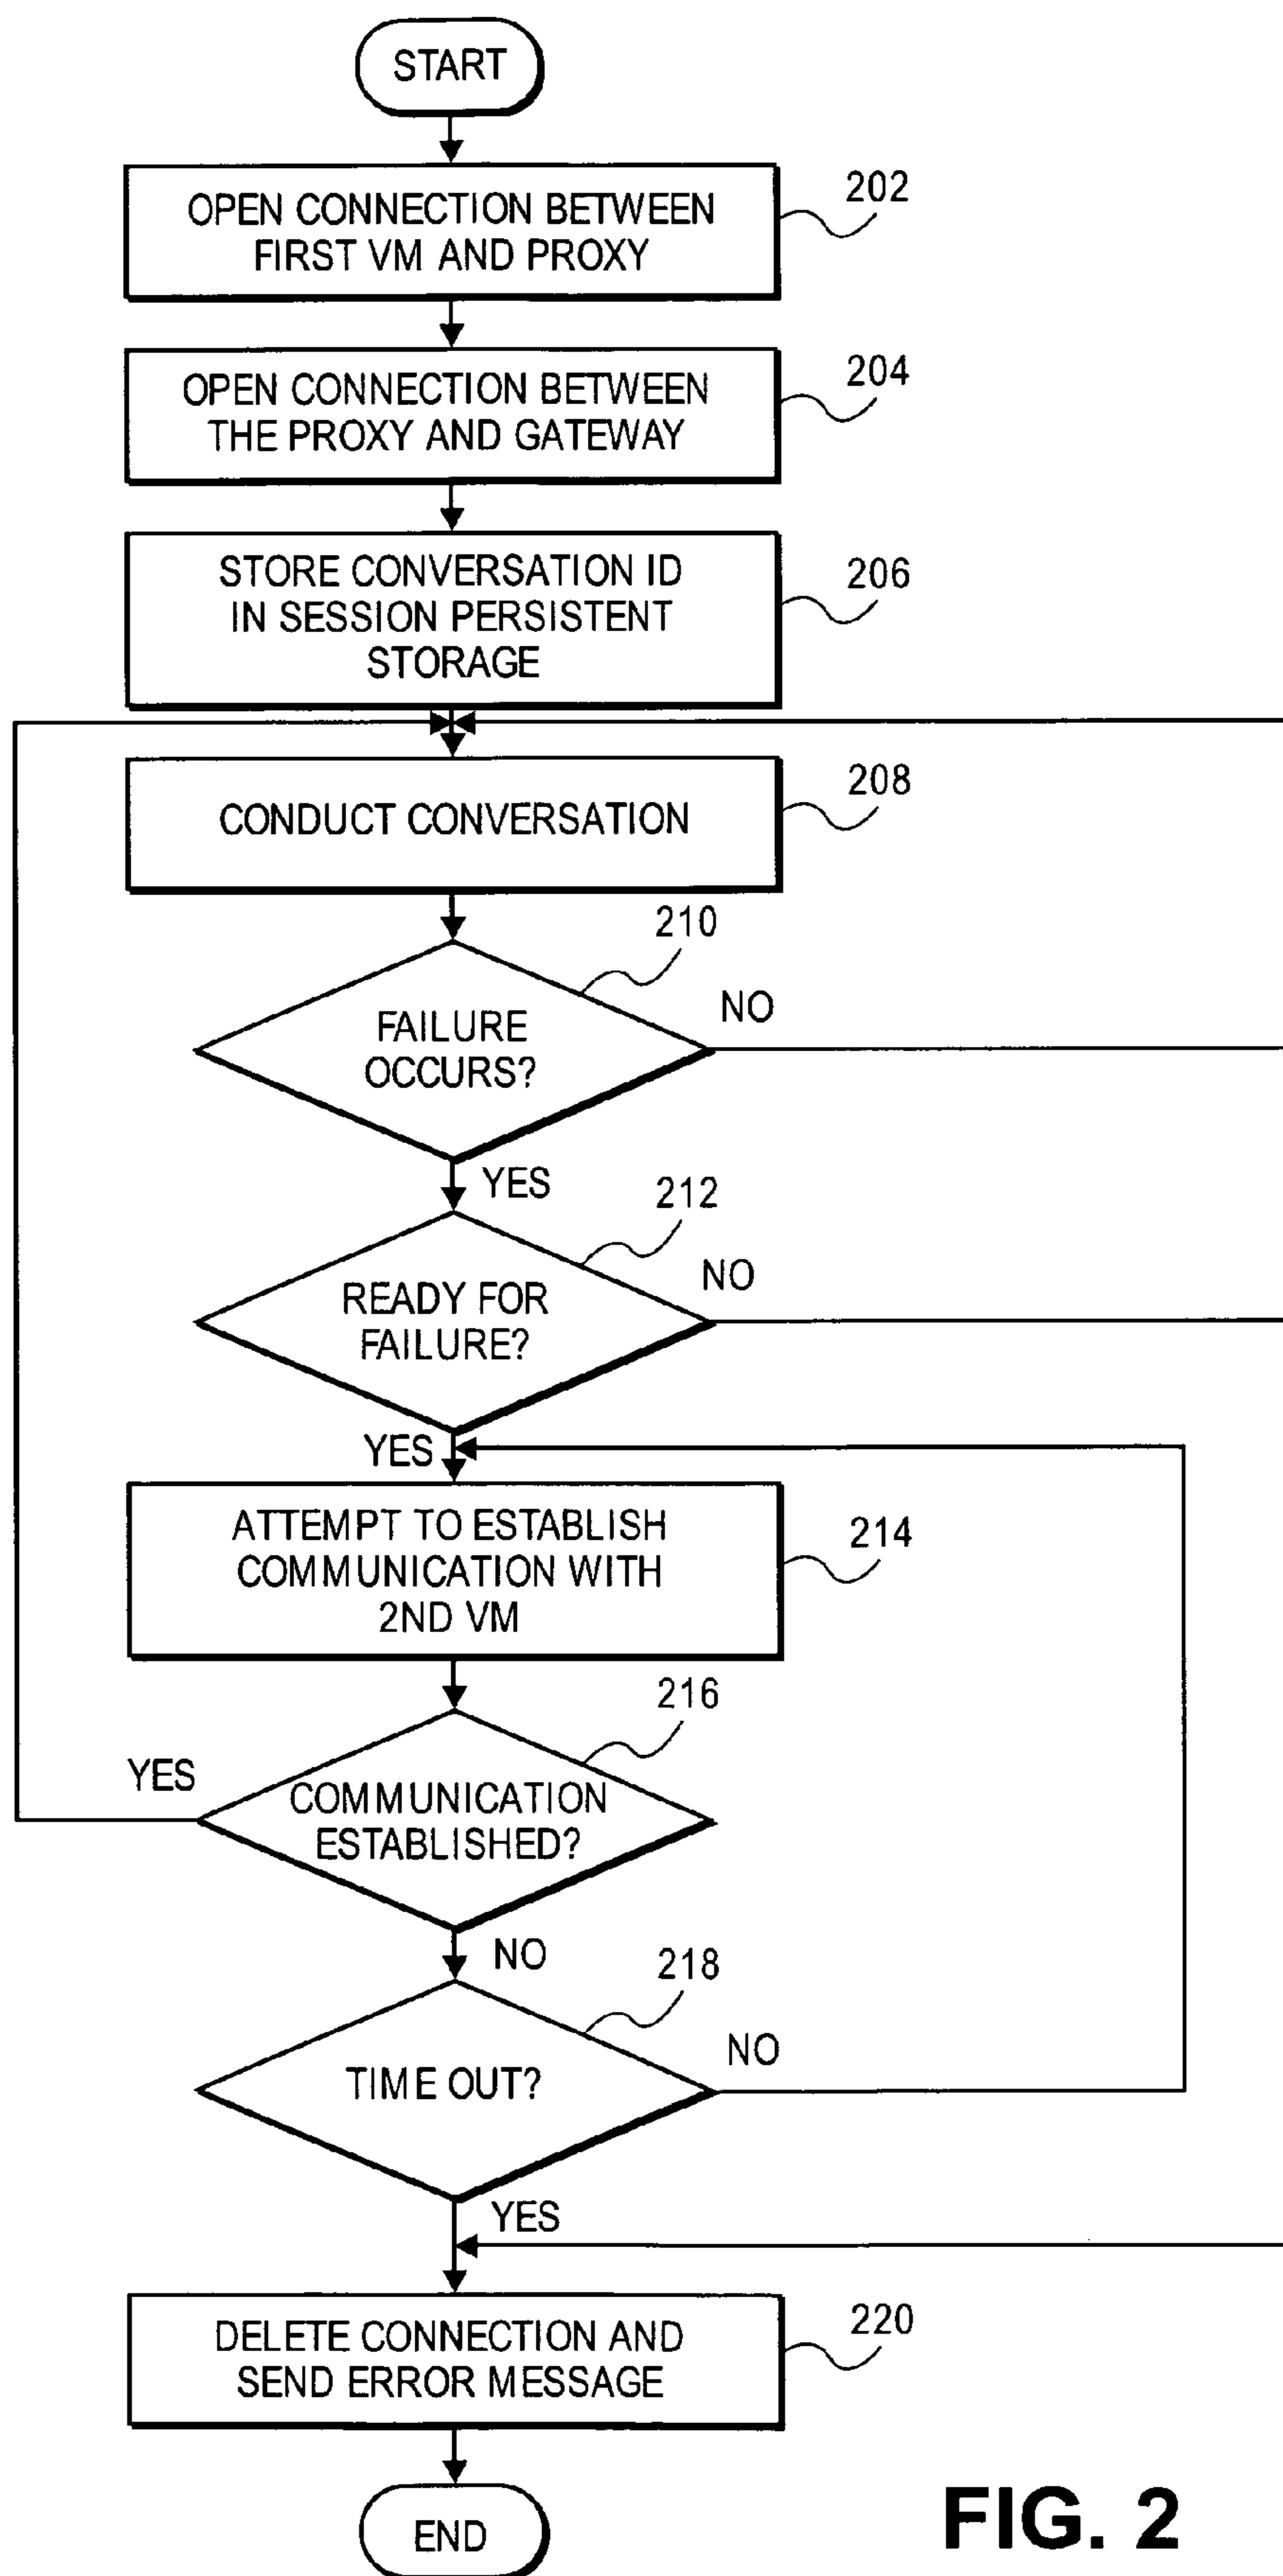 START
OPEN CONNECTION BETWEEN
FIRST VM AND PROXY
202
OPEN CONNECTION BETWEEN
THE PROXY AND GATEWAY
204
STORE CONVERSATION ID
IN SESSION PERSISTENT
STORAGE
206
CONDUCT CONVERSATION
208
210
FAILURE
OCCURS?
NO
YES
212
READY FOR
FAILURE?
NO
YES
ATTEMPT TO ESTABLISH
COMMUNICATION WITH
2ND VM
214
216
COMMUNICATION
ESTABLISHED?
YES
NO
218
TIME OUT?
NO
YES
DELETE CONNECTION AND
SEND ERROR MESSAGE
220
END
FIG. 2